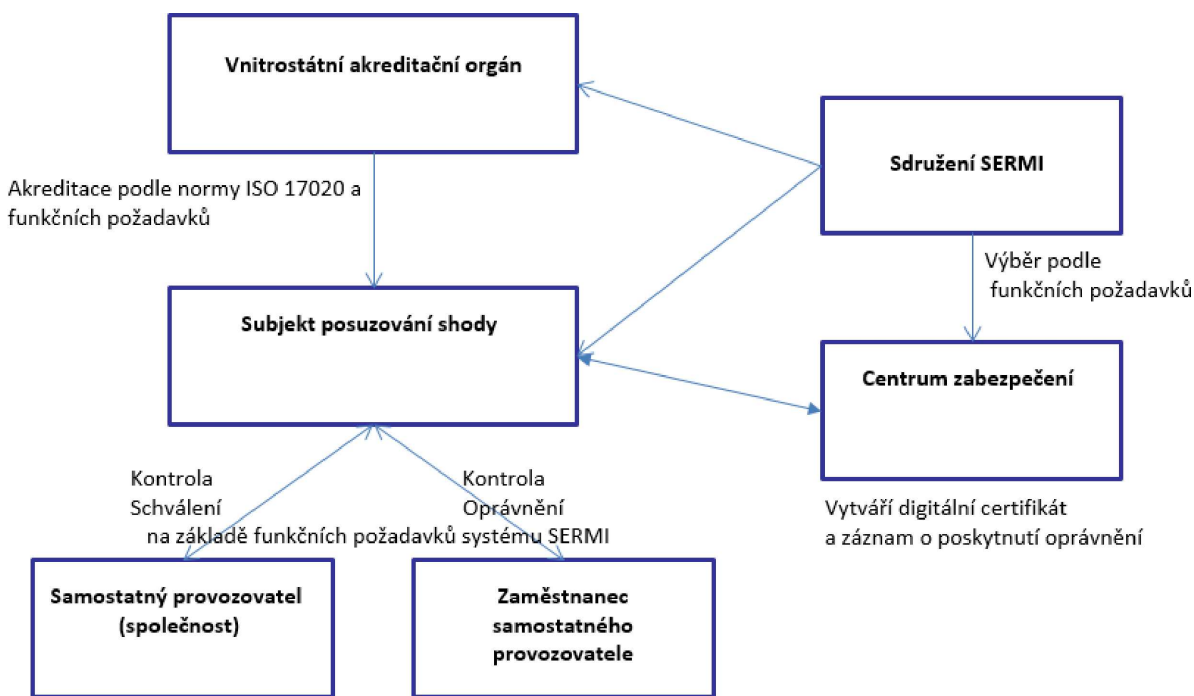 Vnitrostátní akreditační orgán
Sdružení SERMI
Akreditace podle normy ISO 17020 a
funkčních požadavků
Výběr podle
funkčních požadavků
Subjekt posuzování shody
Centrum zabezpečení
Kontrola
Schválení
Kontrola
Oprávnění
na základě funkčních požadavků systému SERMI
Vytváří digitální certifikát
a záznam o poskytnutí oprávnění
Samostatný provozovatel
(společnost)
Zaměstnanec
samostatného
provozovatele